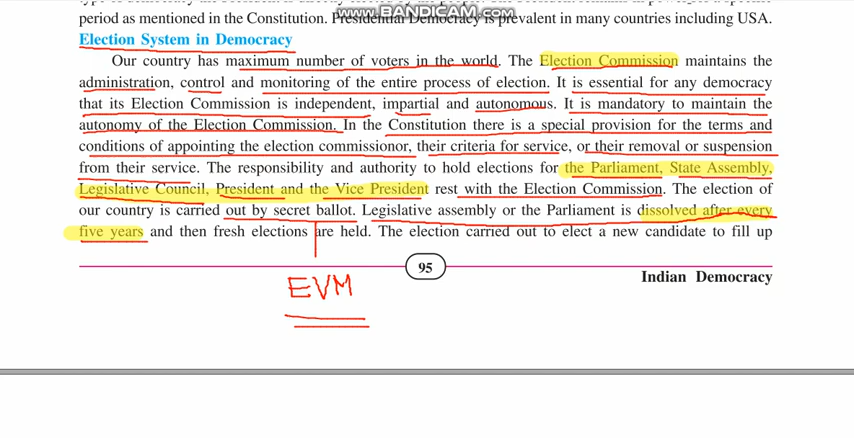 period as mentioned in the Constitution. Presidential Democracy is prevalent in many countries including USA.
www.BANDICAM.com
Election System in Democracy
Our country has maximum number of voters in the world. The Election Commission maintains the
administration, control and monitoring of the entire process of election. It is essential for any democracy
that its Election Commission is independent, impartial and autonomous. It is mandatory to maintain the
autonomy of the Election Commission. In the Constitution there is a special provision for the terms and
conditions of appointing the election commissionor, their criteria for service, or their removal or suspension
from their service. The responsibility and authority to hold elections for the Parliament, State Assembly,
Legislative Council, President and the Vice President rest with the Election Commission. The election of
our country is carried out by secret ballot. Legislative assembly or the Parliament is dissolved after every
five years and then fresh elections are held. The election carried out to elect a new candidate to fill up
95
Indian Democracy
EVM